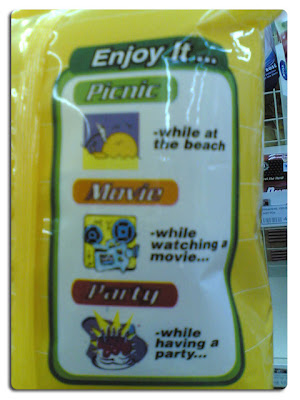 Enjoy It...
Picnic
-while at
the beach
Movie
-while
watching a
movie...
Party
-while
having a
party...